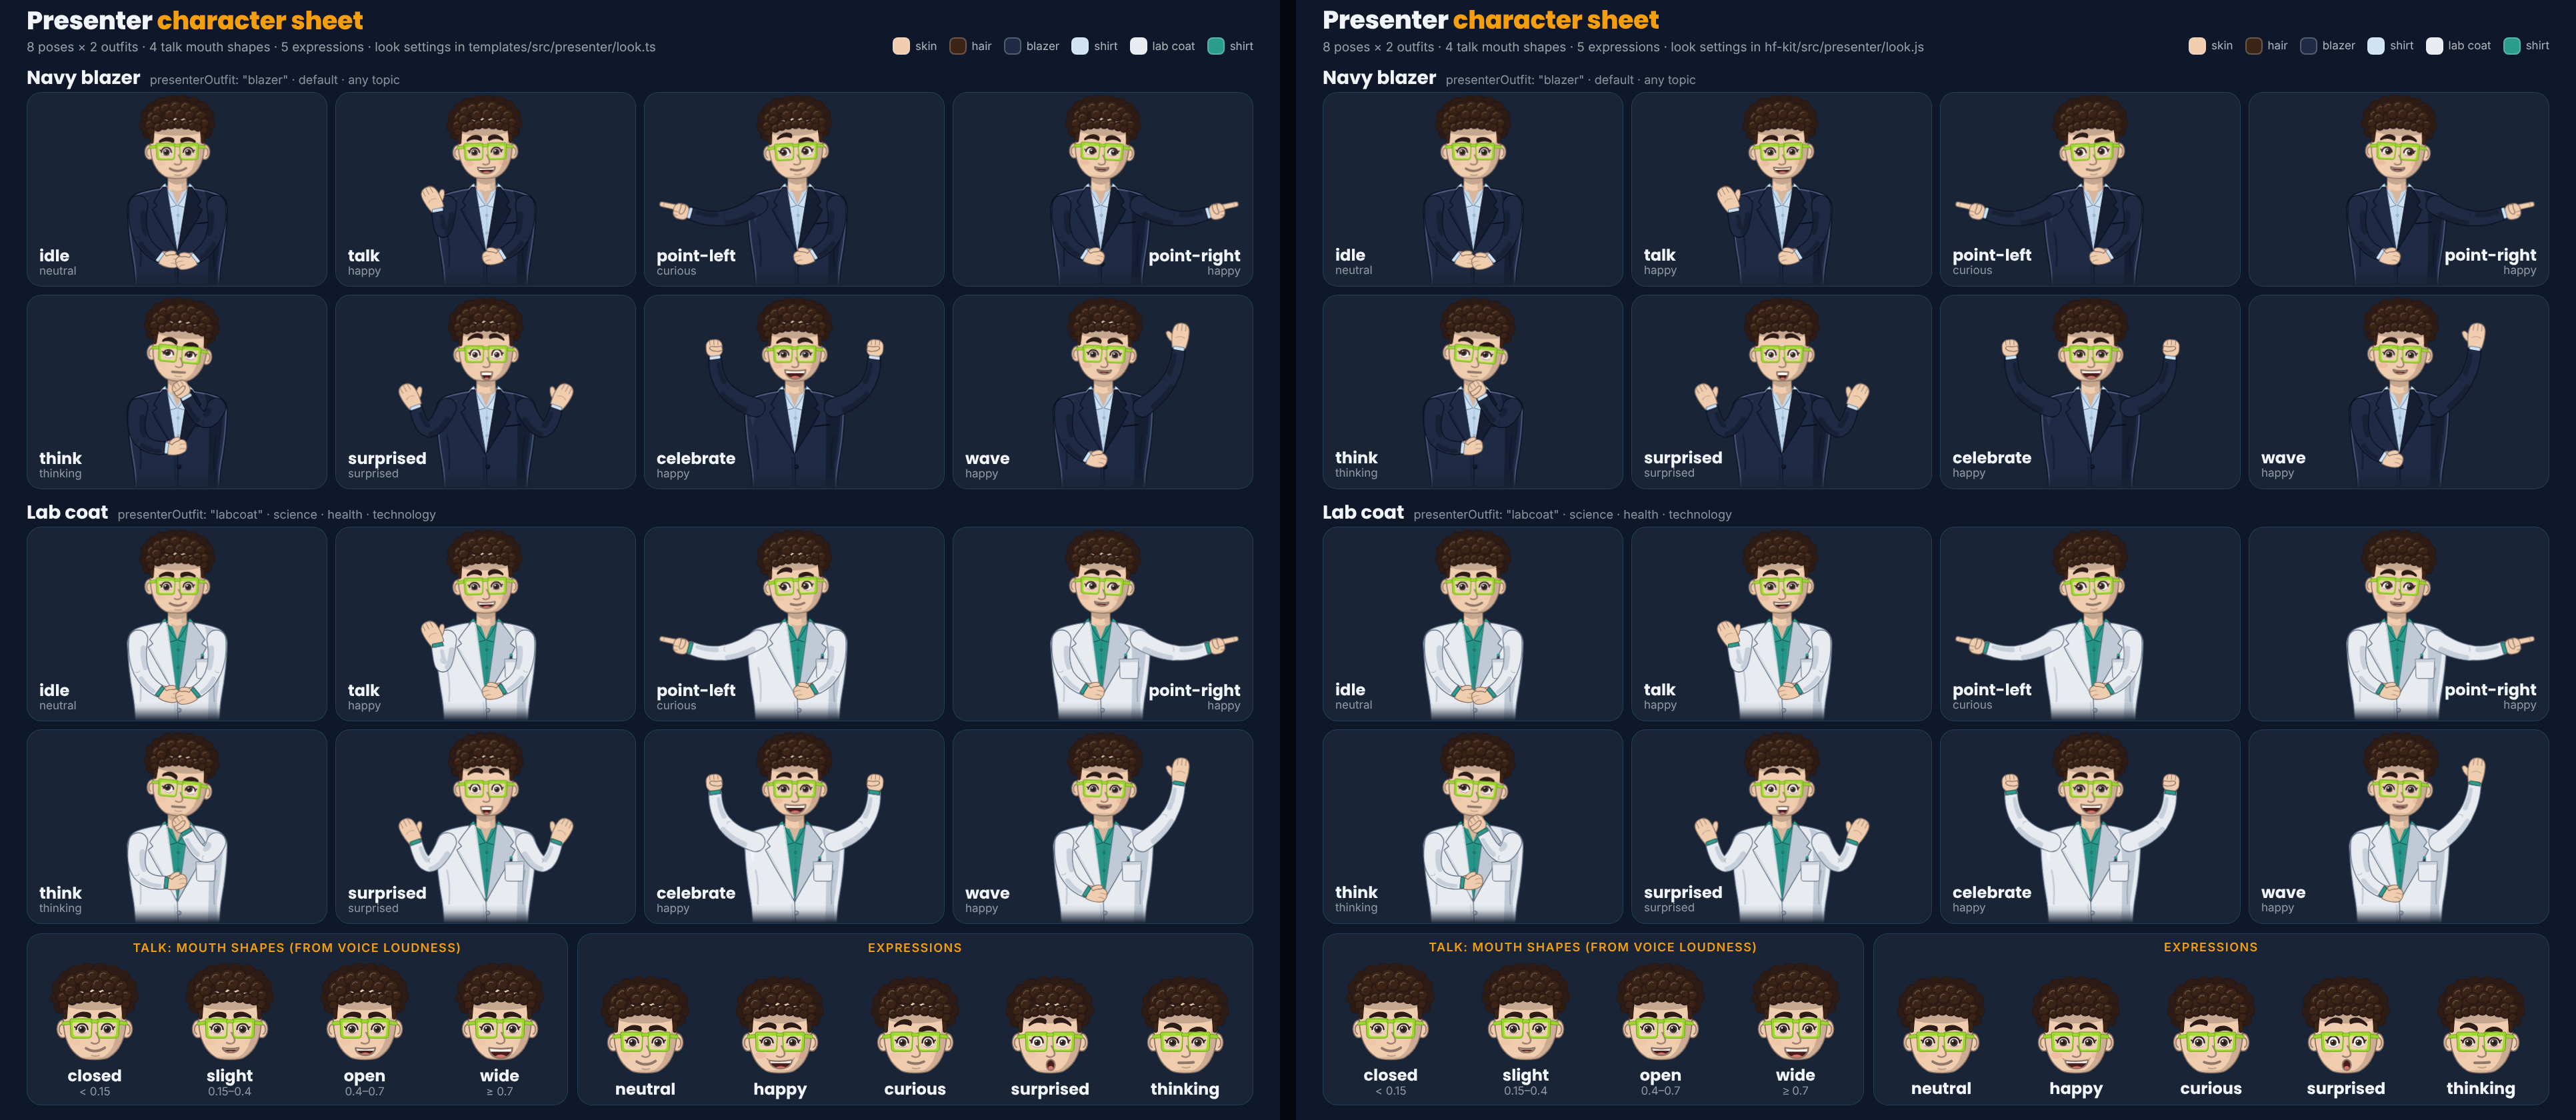 Presenter character sheet
8 poses × 2 outfits · 4 talk mouth shapes · 5 expressions · look settings in templates/src/presenter/look.ts
skin hair blazer shirt lab coat shirt
Navy blazer presenterOutfit: "blazer" · default · any topic
idle
neutral
talk
happy
point-left
curious
point-right
happy
think
thinking
surprised
surprised
celebrate
happy
wave
happy
Lab coat presenterOutfit: "labcoat" · science · health · technology
idle
neutral
talk
happy
point-left
curious
point-right
happy
think
thinking
surprised
surprised
celebrate
happy
wave
happy
TALK: MOUTH SHAPES (FROM VOICE LOUDNESS)
closed
< 0.15
slight
0.15–0.4
open
0.4–0.7
wide
≥ 0.7
EXPRESSIONS
neutral
happy
curious
surprised
thinking
Presenter character sheet
8 poses × 2 outfits · 4 talk mouth shapes · 5 expressions · look settings in hf-kit/src/presenter/look.js
skin hair blazer shirt lab coat shirt
Navy blazer presenterOutfit: "blazer" · default · any topic
idle
neutral
talk
happy
point-left
curious
point-right
happy
think
thinking
surprised
surprised
celebrate
happy
wave
happy
Lab coat presenterOutfit: "labcoat" · science · health · technology
idle
neutral
talk
happy
point-left
curious
point-right
happy
think
thinking
surprised
surprised
celebrate
happy
wave
happy
TALK: MOUTH SHAPES (FROM VOICE LOUDNESS)
closed
< 0.15
slight
0.15–0.4
open
0.4–0.7
wide
≥ 0.7
EXPRESSIONS
neutral
happy
curious
surprised
thinking